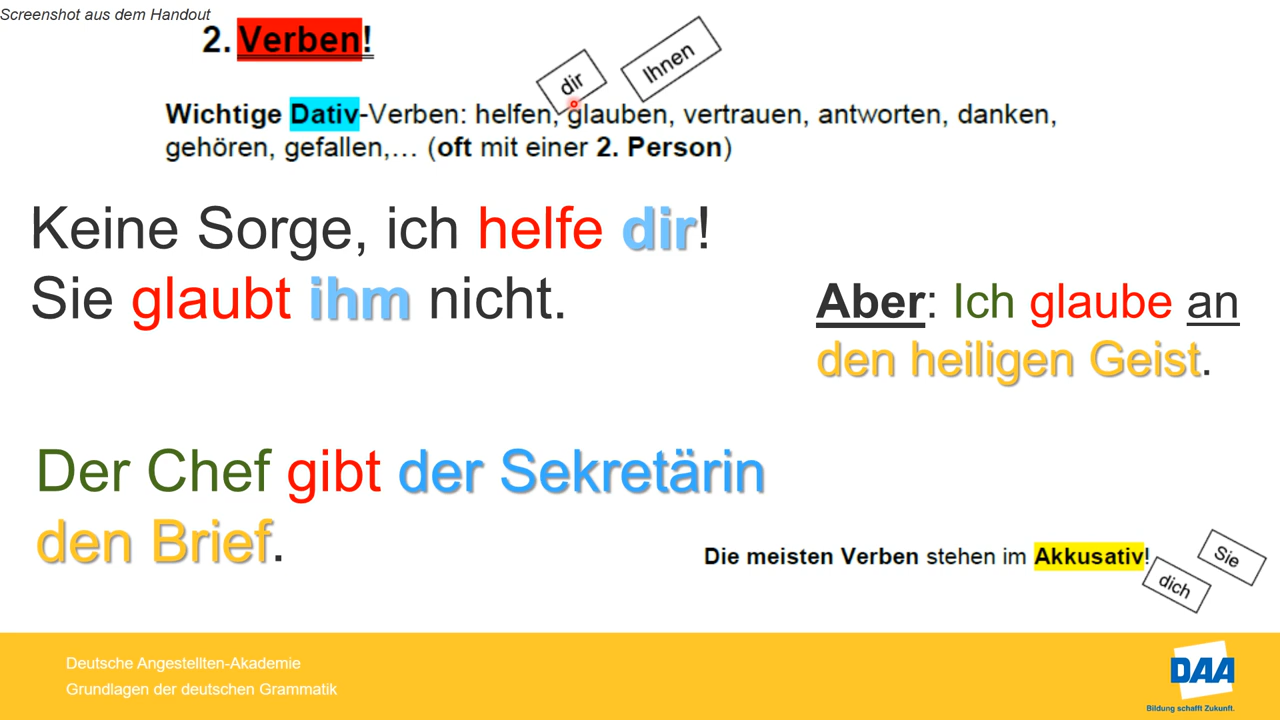 Screenshot aus dem Handout
2. Verben!
dir
Ihnen
Wichtige Dativ-Verben: helfen, glauben, vertrauen, antworten, danken,
gehören, gefallen,... (oft mit einer 2. Person)
Keine Sorge, ich helfe dir!
Sie glaubt ihm nicht.
Aber: Ich glaube an
den heiligen Geist.
Der Chef gibt der Sekretärin
den Brief.
Die meisten Verben stehen im Akkusativ!
dich
Sie
Deutsche Angestellten-Akademie
Grundlagen der deutschen Grammatik
DAA
Bildung schafft Zukunft.